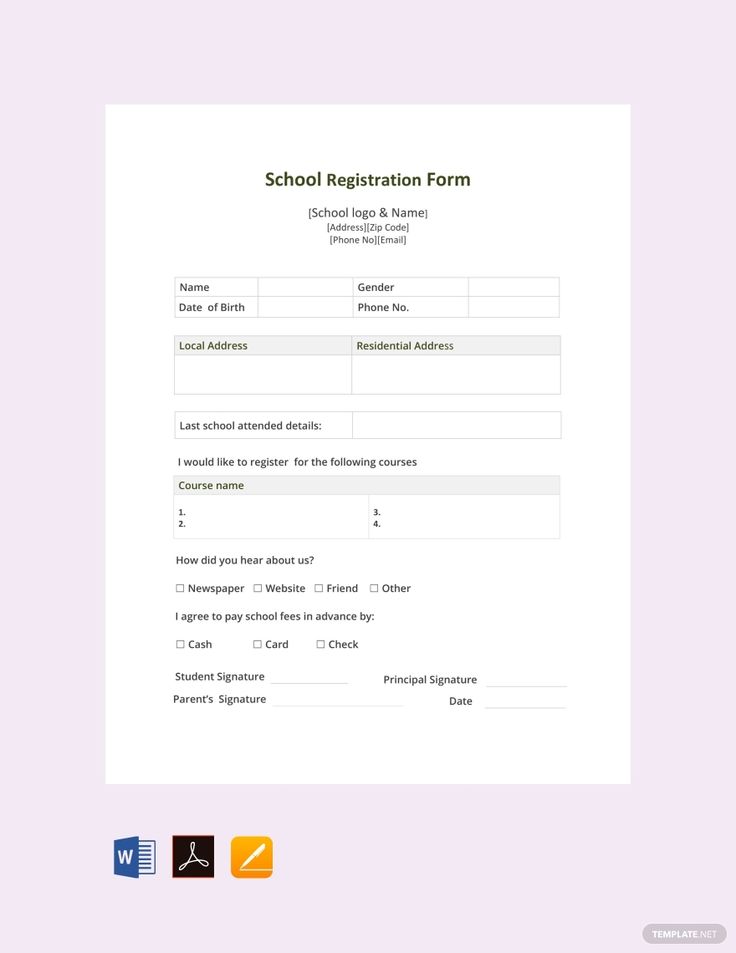 School Registration Form
[School logo & Name]
[Address][Zip Code]
[Phone No][Email]
Name Gender
Date of Birth Phone No.
Local Address Residential Address
Last school attended details:
I would like to register for the following courses
Course name
1. 3.
2. 4.
How did you hear about us?
☐ Newspaper ☐ Website ☐ Friend ☐ Other
I agree to pay school fees in advance by:
☐ Cash ☐ Card ☐ Check
Student Signature Principal Signature
Parent's Signature Date
W
TEMPLATE.NET